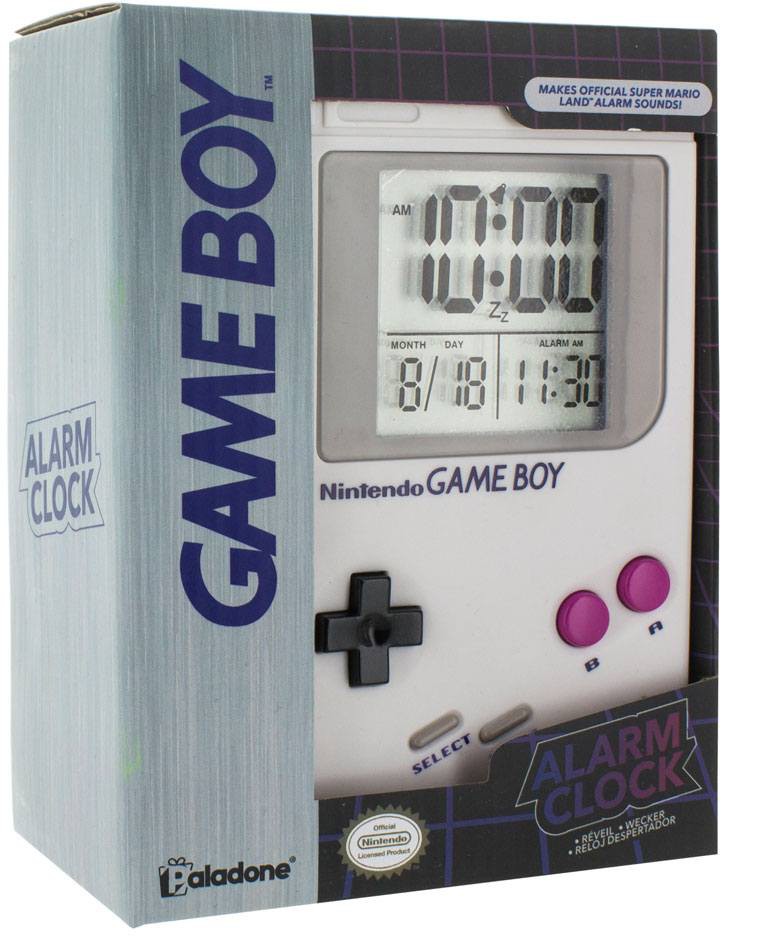 GAME BOY™
ALARM
CLOCK
Paladone®
MAKES OFFICIAL SUPER MARIO
LAND™ ALARM SOUNDS!
AM 10:00
Zz
MONTH DAY ALARM AM
8/18 11:30
Nintendo GAME BOY
B A
SELECT
ALARM
CLOCK
• RÉVEIL • WECKER
• RELOJ DESPERTADOR
Official
Nintendo
Licensed Product